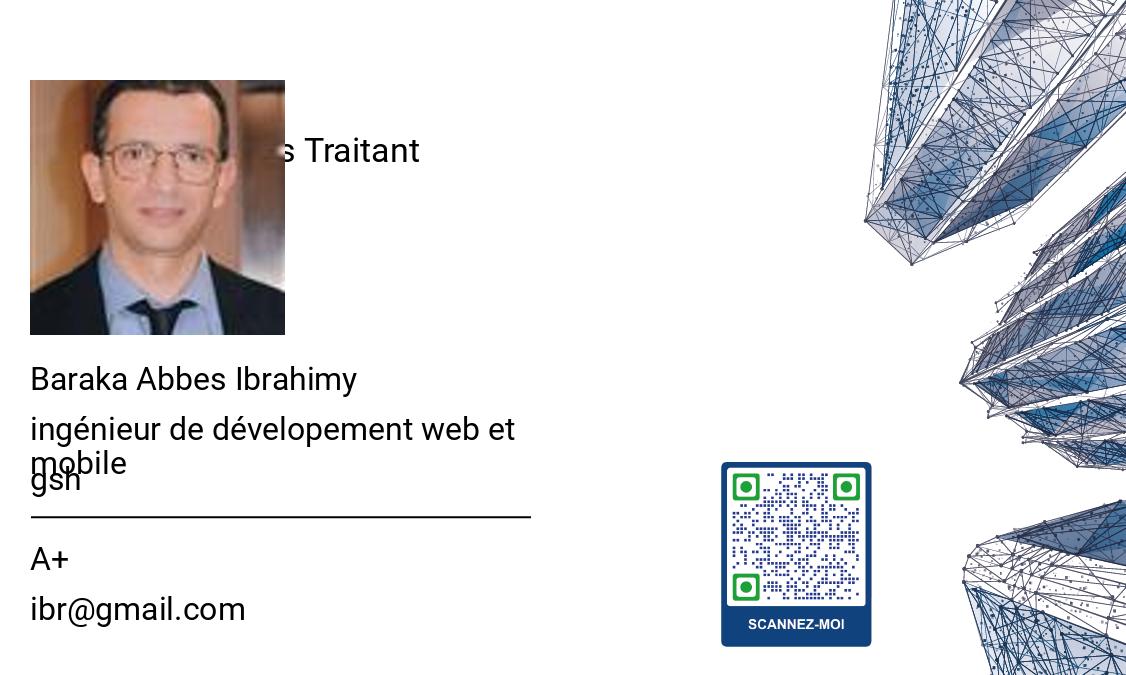 s Traitant
Baraka Abbes Ibrahimy
ingénieur de dévelopement web et
mobile
gsh
A+
ibr@gmail.com
SCANNEZ-MOI